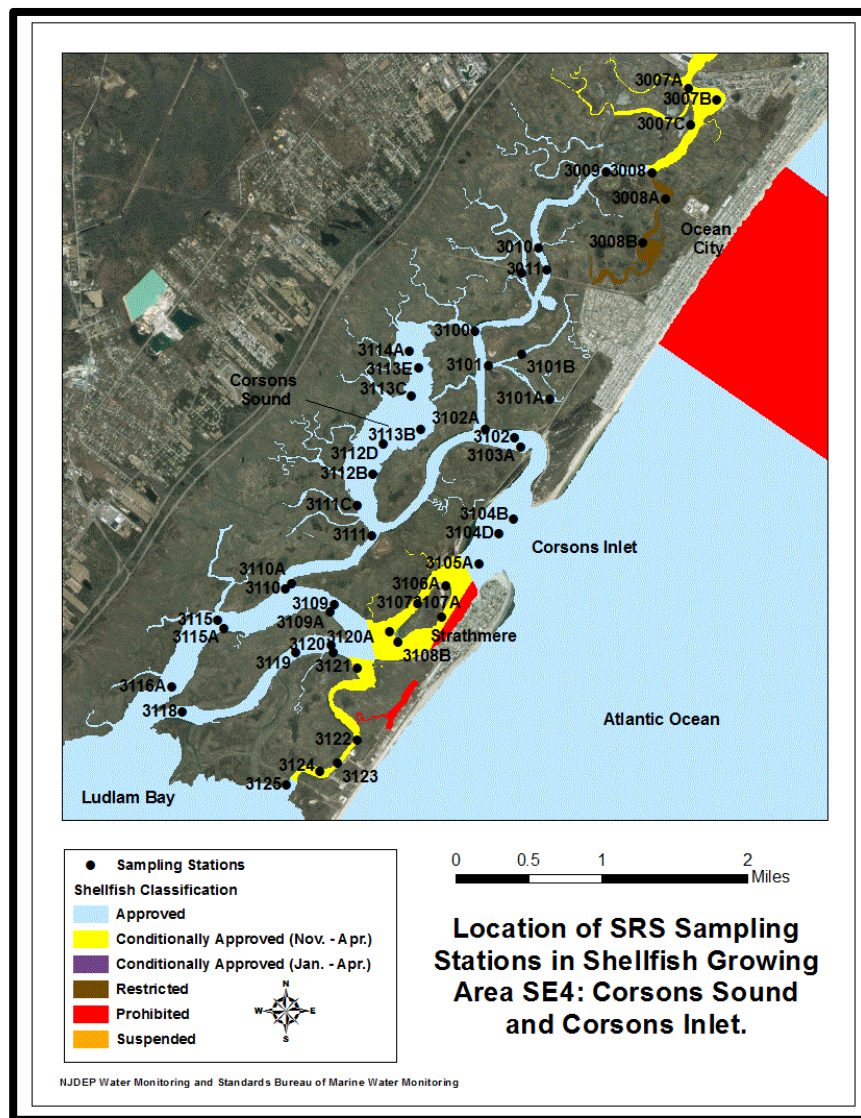 3007A
3007B
3007C
3009 3008
3008A
Ocean
City
3008B
3010
3011
3100
3114A
3101B
3101
3113E
Corsons
Sound
3113C
3101A
3102A
3113B
3102
3112D
3103A
3112B
3111C
3104B
3104D
3111
Corsons Inlet
3105A
3110A
3106A
3110
3107
3107A
3109
3109A
3115
3115A
3120A
Strathmere
3120
3108B
3119
3121
3116A
3118
Atlantic Ocean
3122
3124
3123
3125
Ludlam Bay
Sampling Stations
Shellfish Classification
Approved
Conditionally Approved (Nov. - Apr.)
Conditionally Approved (Jan. - Apr.)
Restricted
Prohibited
Suspended
N
W E
S
0 0.5 1 2
Miles
Location of SRS Sampling
Stations in Shellfish Growing
Area SE4: Corsons Sound
and Corsons Inlet.
NJDEP Water Monitoring and Standards Bureau of Marine Water Monitoring